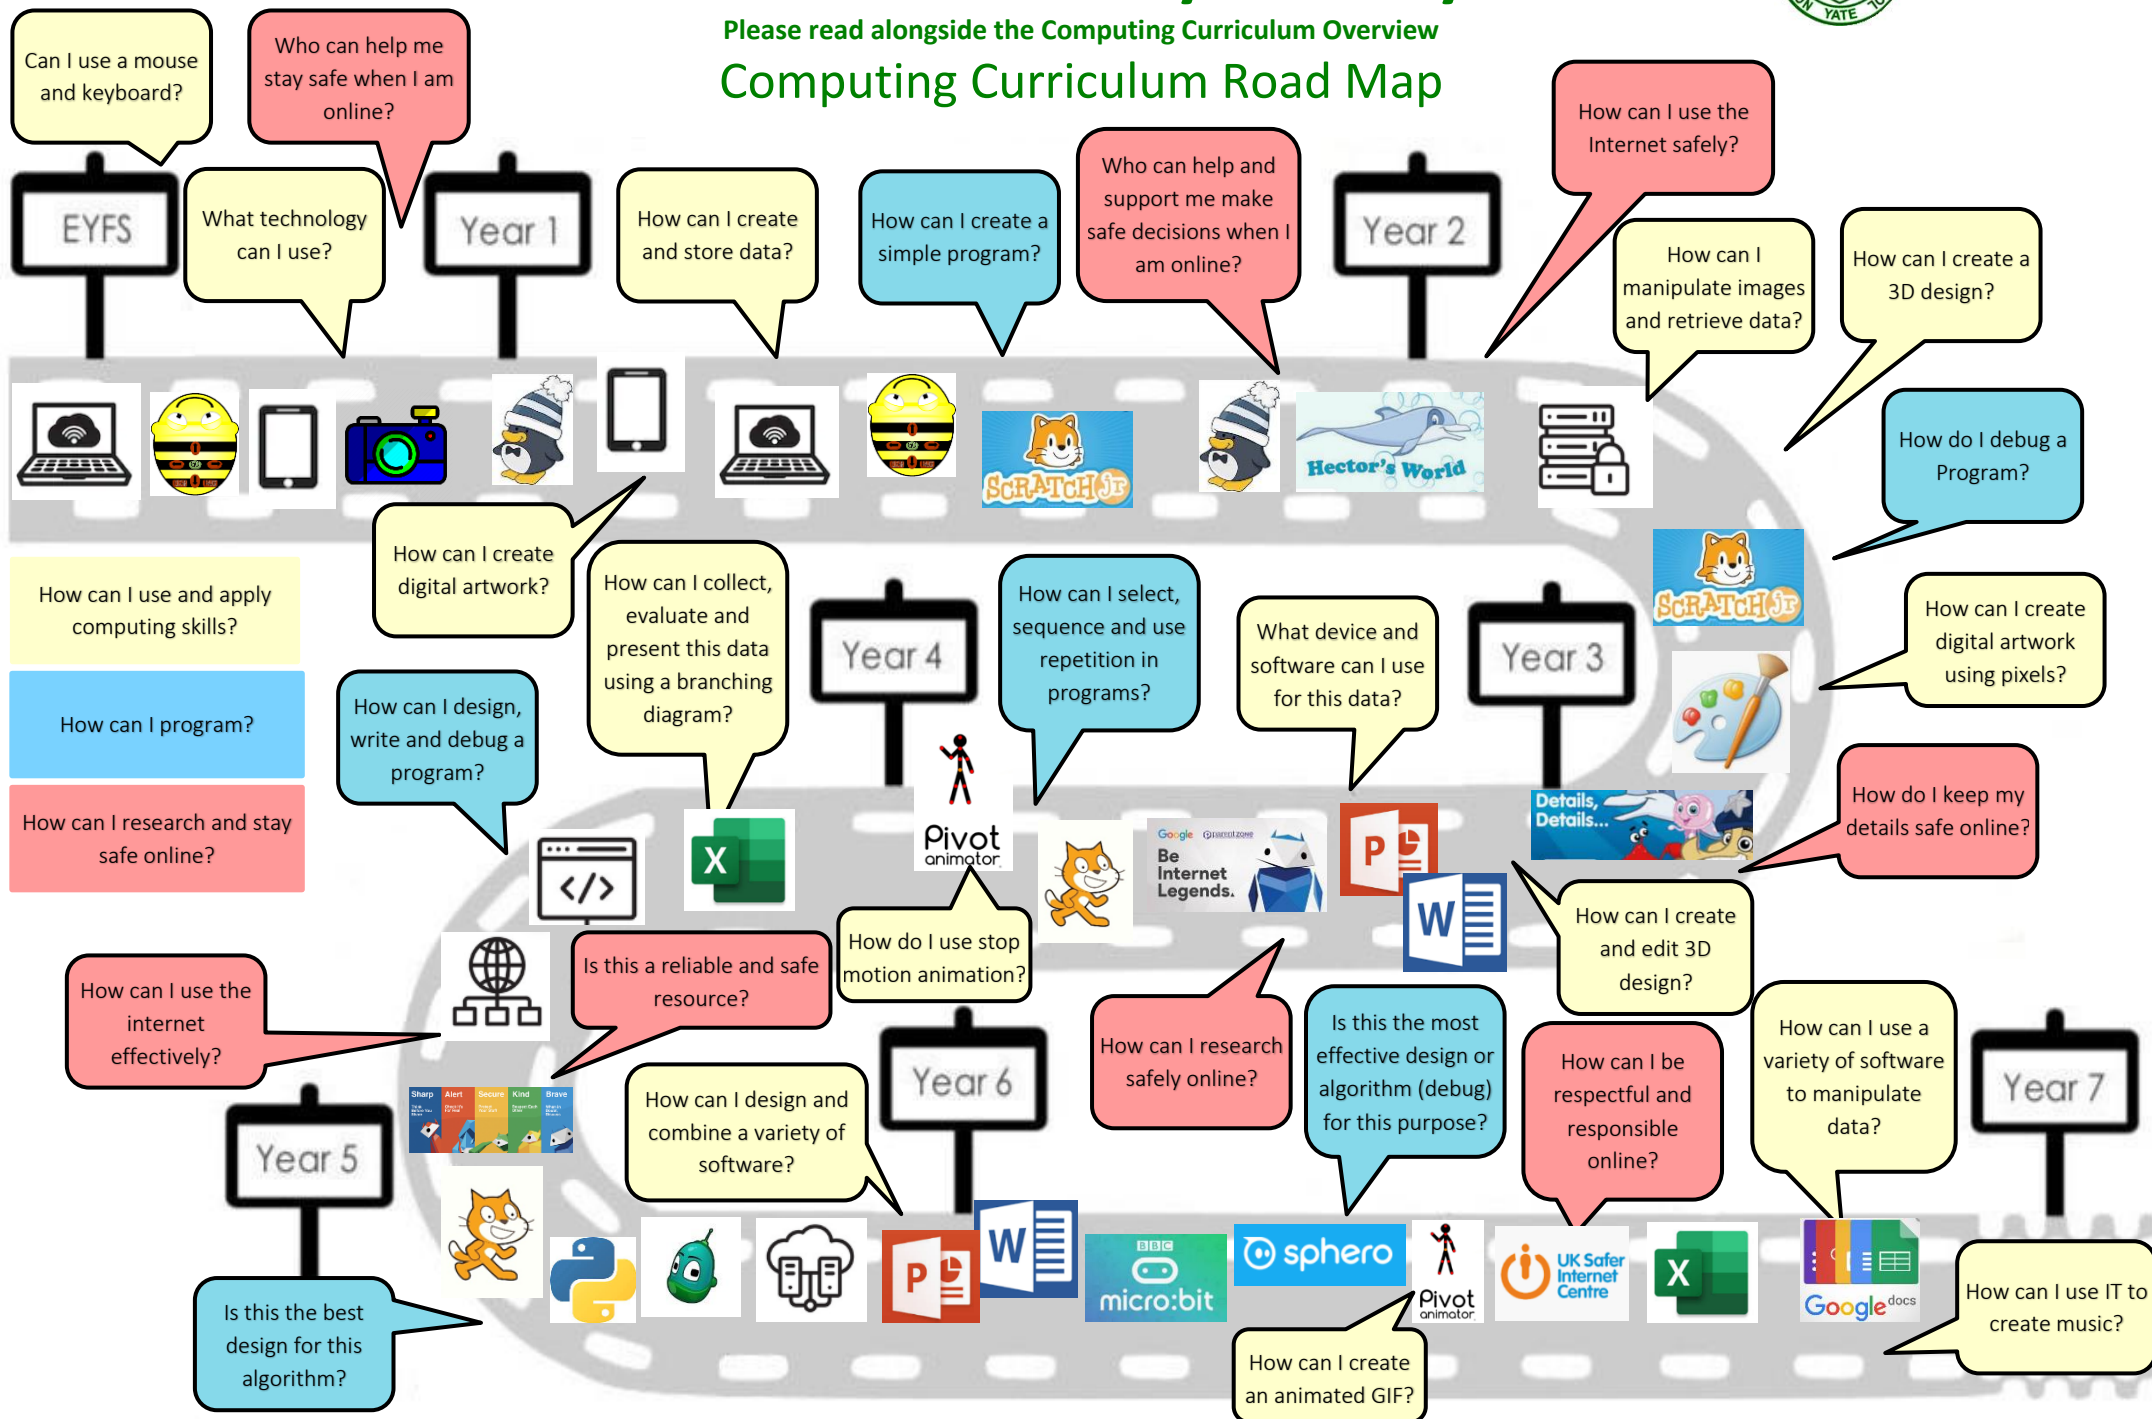 Please read alongside the Computing Curriculum Overview
Computing Curriculum Road Map
YATE
Can I use a mouse
and keyboard?
Who can help me
stay safe when I am
online?
EYFS
What technology
can I use?
Year 1
How can I create
and store data?
How can I create a
simple program?
Who can help and
support me make
safe decisions when I
am online?
Year 2
How can I use the
Internet safely?
How can I
manipulate images
and retrieve data?
How can I create a
3D design?
How do I debug a
Program?
SCRATCH jr
Hector's World
How can I create
digital artwork?
SCRATCH jr
How can I create
digital artwork
using pixels?
How can I use and apply
computing skills?
How can I program?
How can I research and stay
safe online?
How do I keep my
details safe online?
Details,
Details...
Year 3
How can I create
and edit 3D
design?
What device and
software can I use
for this data?
P
W
How can I research
safely online?
Google parentzone
Be
Internet
Legends.
How can I select,
sequence and use
repetition in
programs?
Pivot
animator
How do I use stop
motion animation?
Year 4
How can I collect,
evaluate and
present this data
using a branching
diagram?
X
How can I design,
write and debug a
program?
</>
How can I use the
internet
effectively?
Is this a reliable and safe
resource?
Sharp Alert Secure Kind Brave
Year 5
Is this the best
design for this
algorithm?
How can I design and
combine a variety of
software?
P
W
Year 6
BBC
micro:bit
sphero
Is this the most
effective design or
algorithm (debug)
for this purpose?
Pivot
animator
How can I create
an animated GIF?
How can I be
respectful and
responsible
online?
UK Safer
Internet
Centre
X
How can I use a
variety of software
to manipulate
data?
Google docs
Year 7
How can I use IT to
create music?